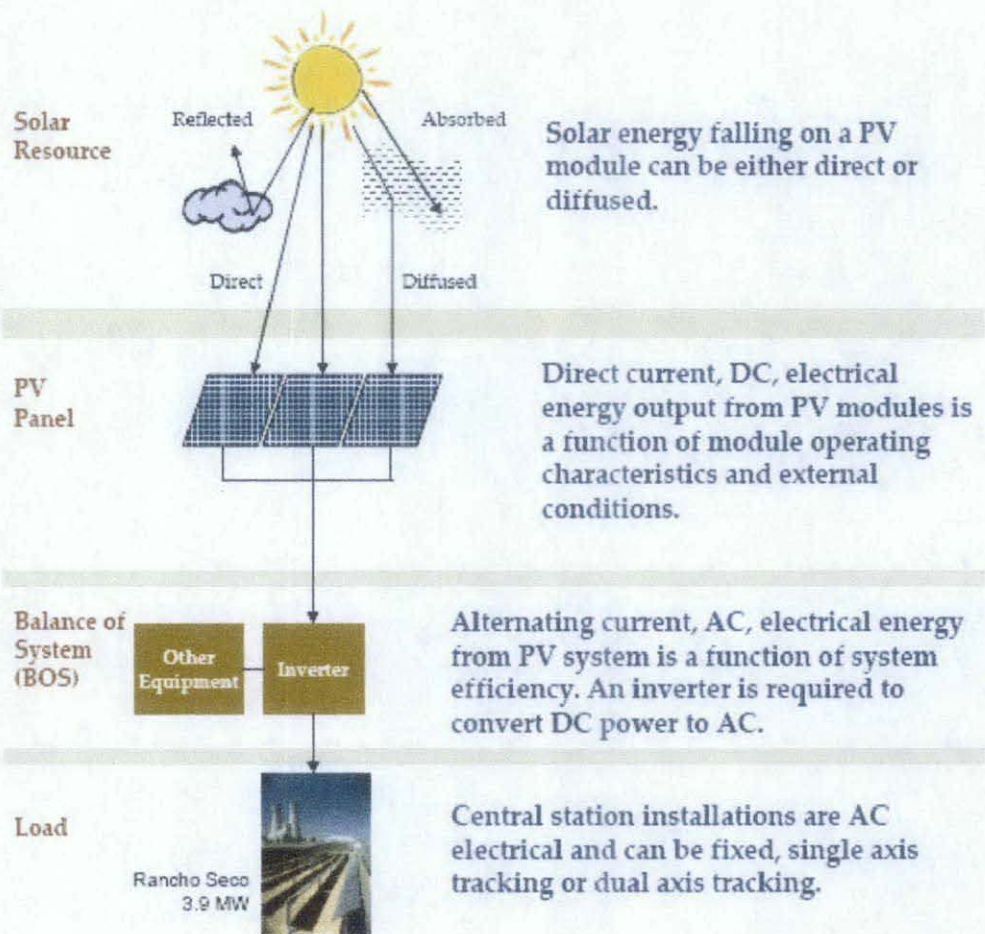 Solar
Resource
Reflected
Absorbed
Direct
Diffused
Solar energy falling on a PV
module can be either direct or
diffused.
PV
Panel
Direct current, DC, electrical
energy output from PV modules is
a function of module operating
characteristics and external
conditions.
Balance of
System
(BOS)
Other
Equipment
Inverter
Alternating current, AC, electrical energy
from PV system is a function of system
efficiency. An inverter is required to
convert DC power to AC.
Load
Rancho Seco
3.9 MW
Central station installations are AC
electrical and can be fixed, single axis
tracking or dual axis tracking.